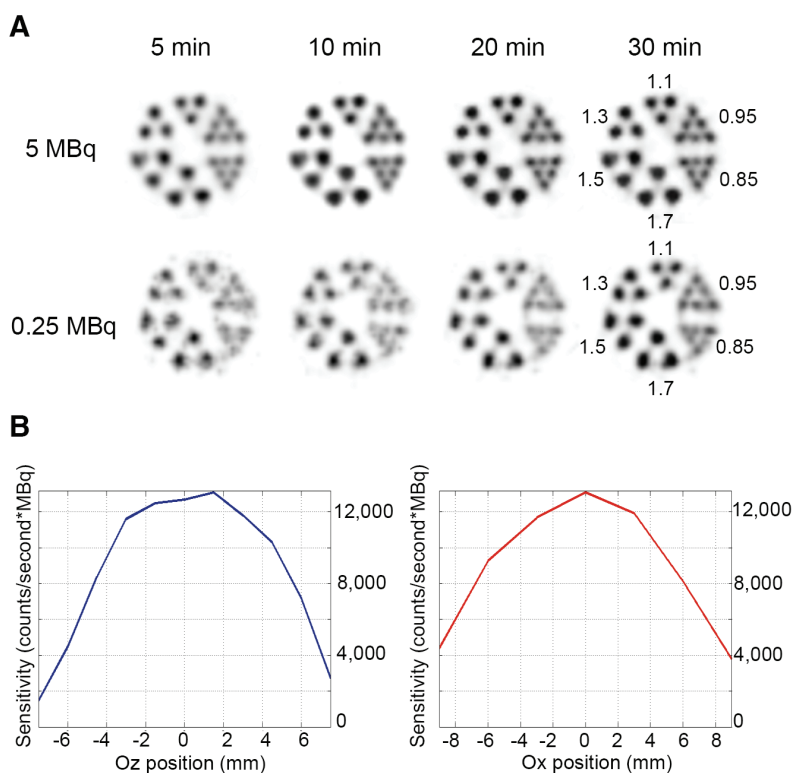 A
5 min 10 min 20 min 30 min
1.1
1.3 0.95
5 MBq
1.5 0.85
1.7
1.1
1.3 0.95
0.25 MBq
1.5 0.85
1.7
B
Sensitivity (counts/second*MBq)
12,000
8,000
4,000
0
-6 -4 -2 0 2 4 6
Oz position (mm)
Sensitivity (counts/second*MBq)
12,000
8,000
4,000
0
-8 -6 -4 -2 0 2 4 6 8
Ox position (mm)